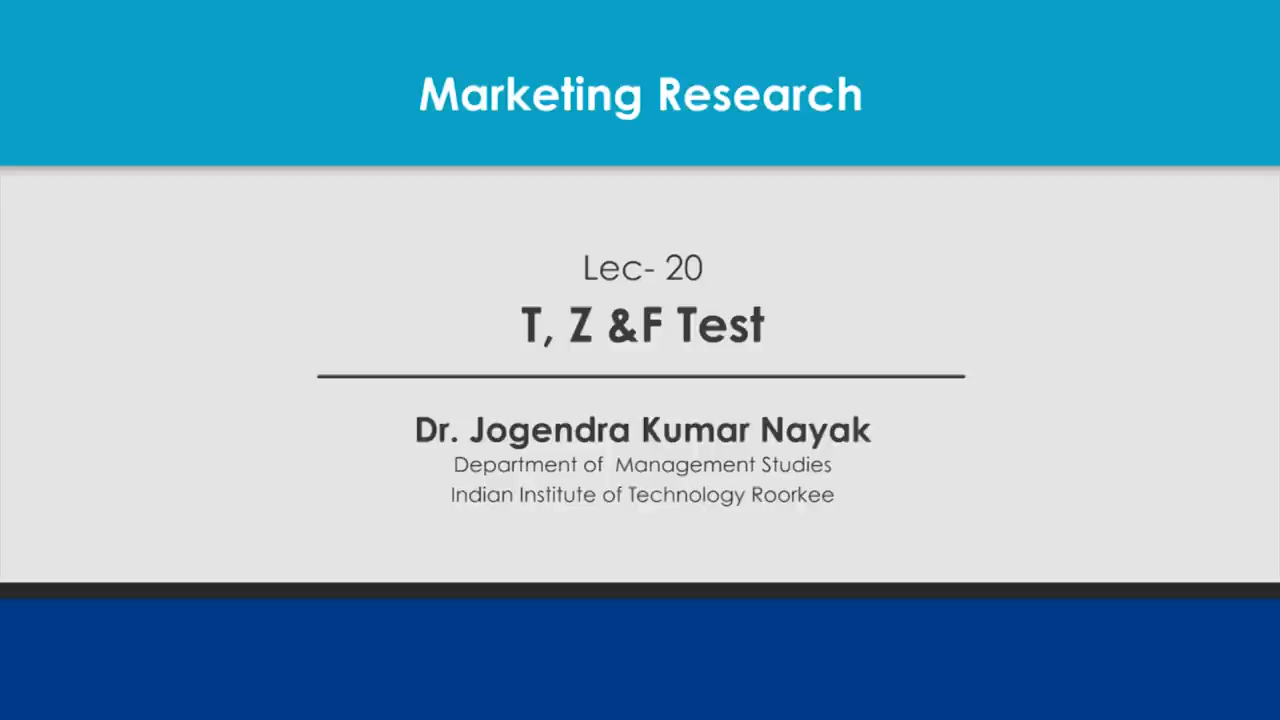 Marketing Research
Lec- 20
T, Z &F Test
Dr. Jogendra Kumar Nayak
Department of Management Studies
Indian Institute of Technology Roorkee